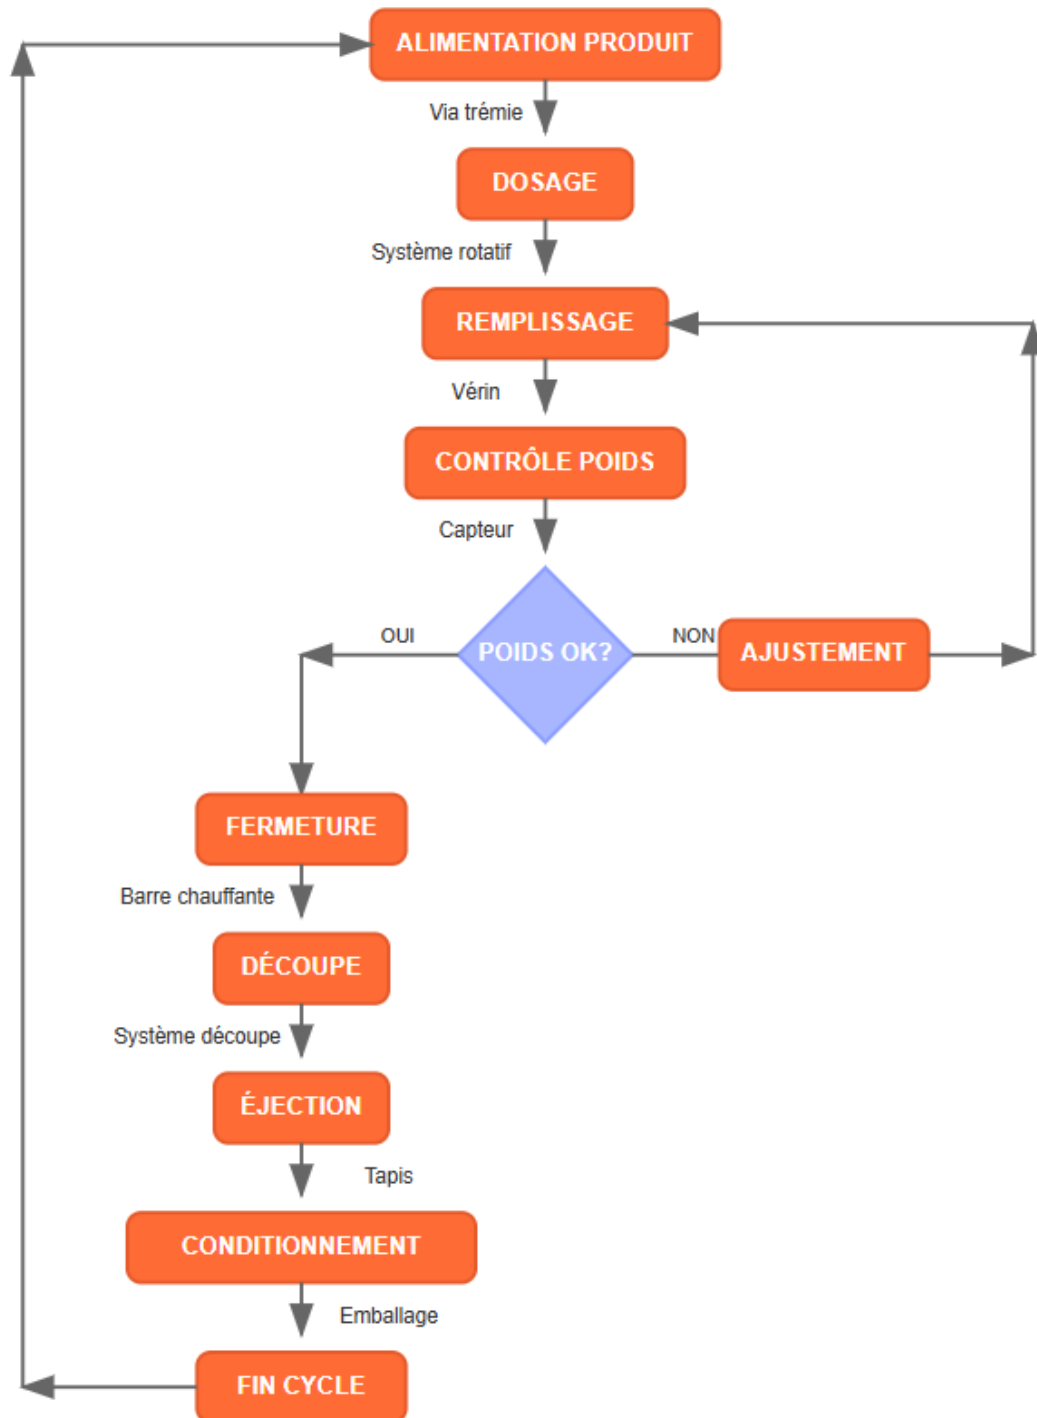 ALIMENTATION PRODUIT
Via trémie
DOSAGE
Système rotatif
REMPLISSAGE
Vérin
CONTRÔLE POIDS
Capteur
POIDS OK?
OUI
NON
AJUSTEMENT
FERMETURE
Barre chauffante
DÉCOUPE
Système découpe
ÉJECTION
Tapis
CONDITIONNEMENT
Emballage
FIN CYCLE